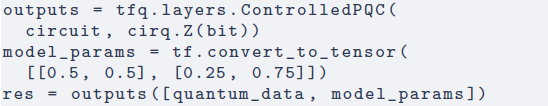 outputs = tfq.layers.ControlledPQC(
  circuit, cirq.Z(bit))
model_params = tf.convert_to_tensor(
  [[0.5, 0.5], [0.25, 0.75]])
res = outputs([quantum_data, model_params])